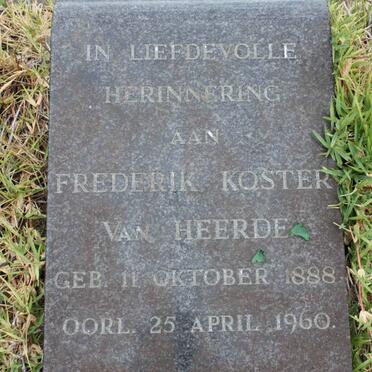 IN LIEFDEVOLLE
HERINNERING
AAN
FREDERIK KOSTER
VAN HEERDE
GEB. 11 OKTOBER 1888.
OORL. 25 APRIL 1960.